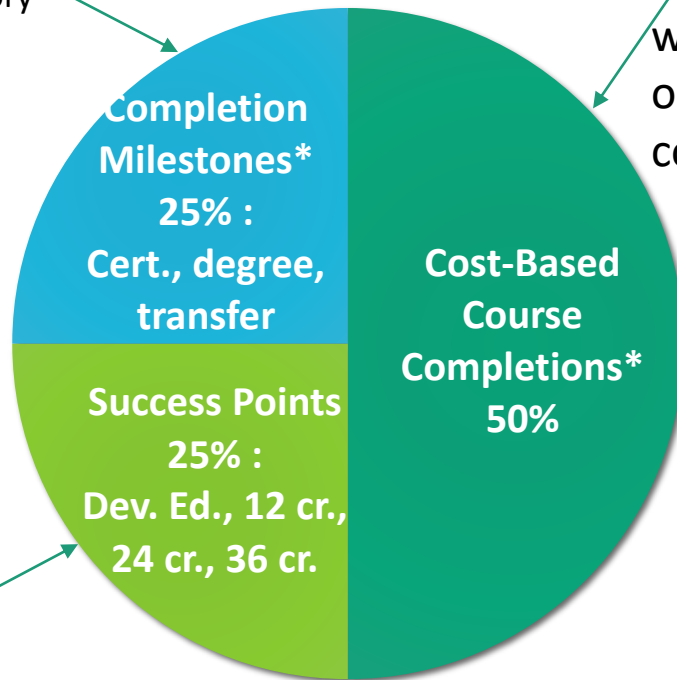 Completion
Milestones*
25% :
Cert., degree,
transfer
Cost-Based
Course
Completions*
50%
Success Points
25% :
Dev. Ed., 12 cr.,
24 cr., 36 cr.